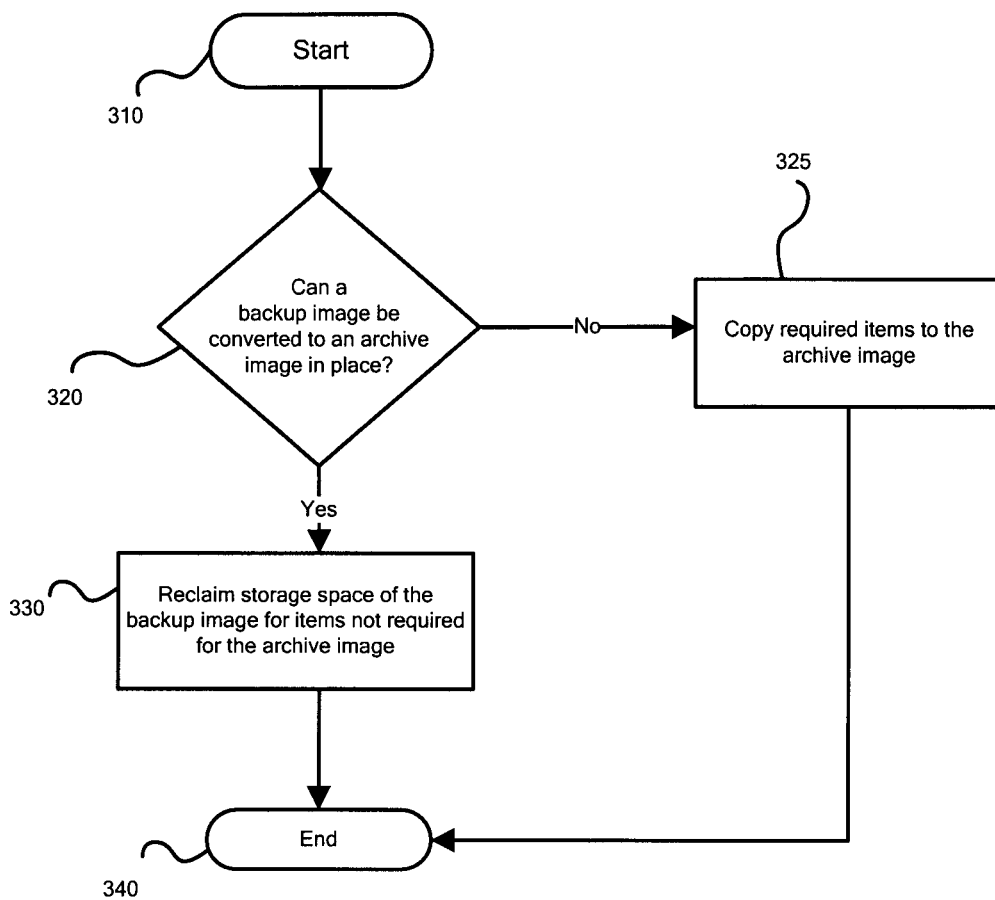 Start
310
325
Can a
backup image be
converted to an archive
image in place?
No
Copy required items to the
archive image
320
Yes
Reclaim storage space of the
backup image for items not required
for the archive image
330
End
340